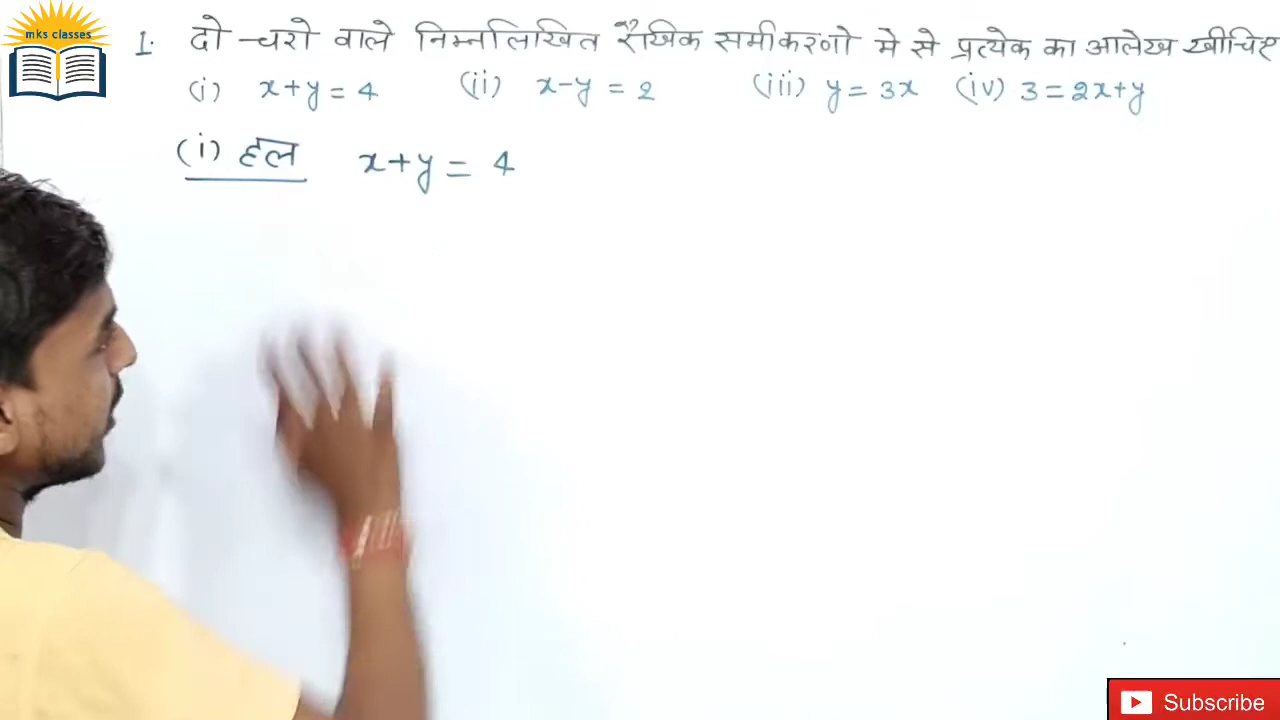 mks classes
1. दो चरो वाले निम्नलिखित रैखिक समीकरणो मे से प्रत्येक का आलेख खीचिए
(i) x+y = 4 (ii) x-y = 2 (iii) y = 3x (iv) 3 = 2x+y
(i) हल x+y = 4
Subscribe